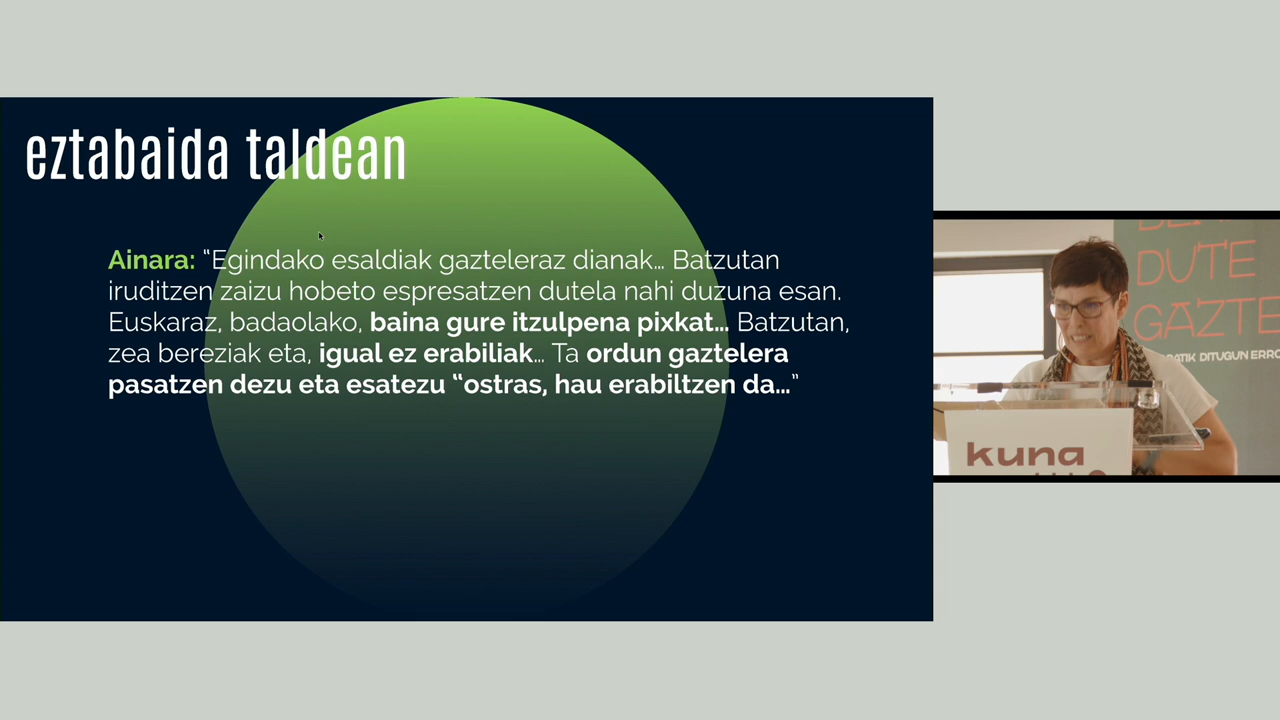 eztabaida taldean
Ainara: “Egindako esaldiak gazteleraz dianak… Batzutan
iruditzen zaizu hobeto espresatzen dutela nahi duzuna esan.
Euskaraz, badaolako, baina gure itzulpena pixkat… Batzutan,
zea bereziak eta, igual ez erabiliak… Ta ordun gaztelera
pasatzen dezu eta esatezu “ostras, hau erabiltzen da…”
DUTE
GAZTE
DITUGUN
kuna